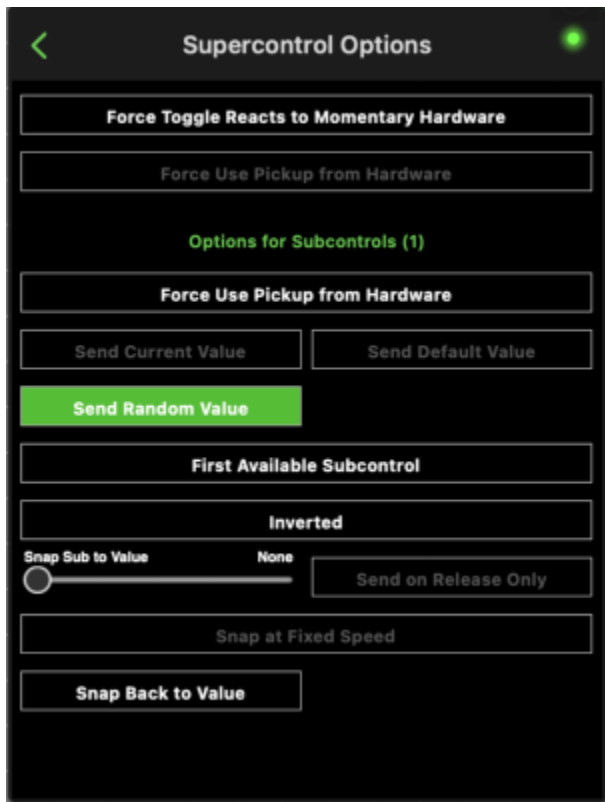 Supercontrol Options
Force Toggle Reacts to Momentary Hardware
Force Use Pickup from Hardware
Options for Subcontrols (1)
Force Use Pickup from Hardware
Send Current Value
Send Default Value
Send Random Value
First Available Subcontrol
Inverted
Snap Sub to Value None
Send on Release Only
Snap at Fixed Speed
Snap Back to Value